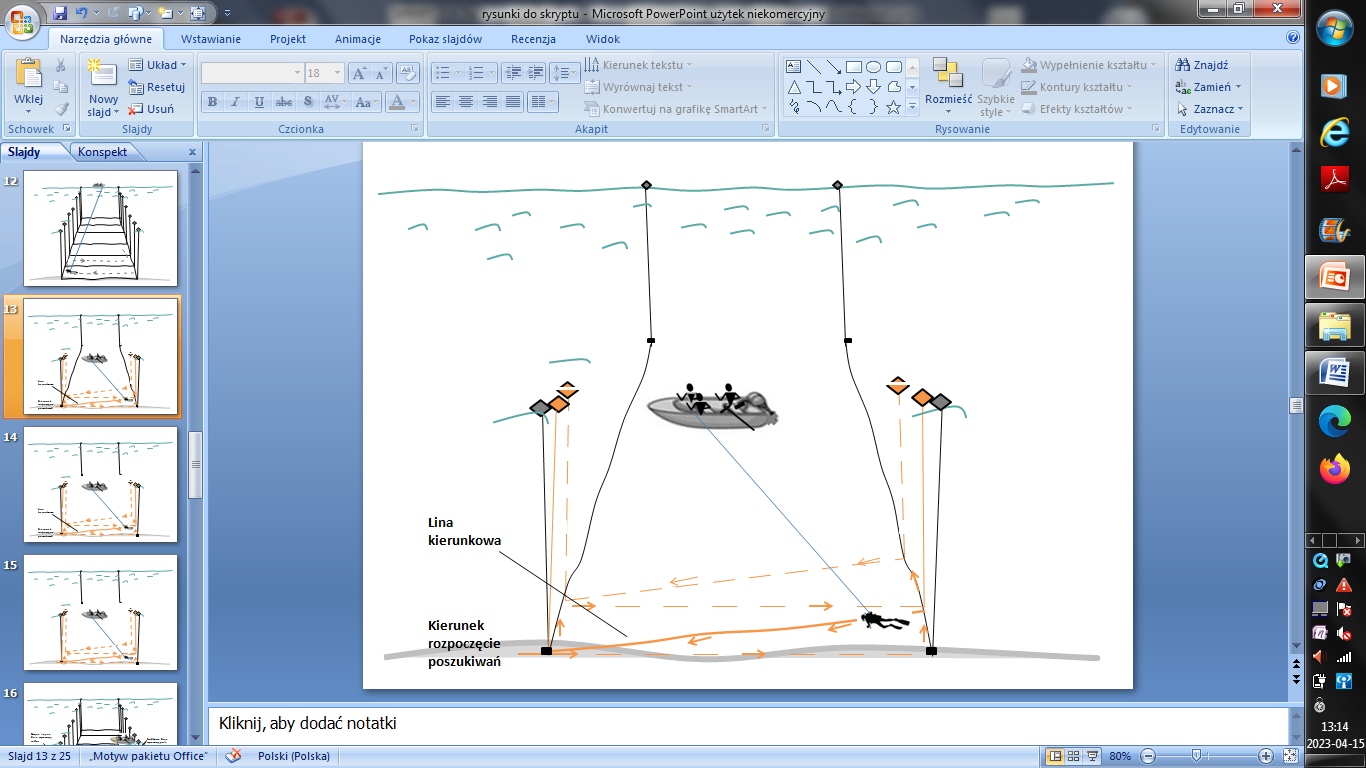 rysunki do skryptu - Microsoft PowerPoint użytek niekomercyjny
Narzędzia główne
Wstawianie
Projekt
Animacje
Pokaz slajdów
Recenzja
Widok
Wklej
Schowek
Nowy slajd
Układ
Resetuj
Usuń
Slajdy
18
B I U abc S AV Aa A
Czcionka
Kierunek tekstu
Wyrównaj tekst
Konwertuj na grafikę SmartArt
Akapit
Rozmieść
Szybkie style
Wypełnienie kształtu
Kontury kształtu
Efekty kształtów
Rysowanie
Znajdź
Zamień
Zaznacz
Edytowanie
Slajdy
Konspekt
12
13
14
15
16
Lina
kierunkowa
Kierunek
rozpoczęcie
poszukiwań
Kliknij, aby dodać notatki
Slajd 13 z 25
„Motyw pakietu Office”
Polski (Polska)
80%
13:14
2023-04-15